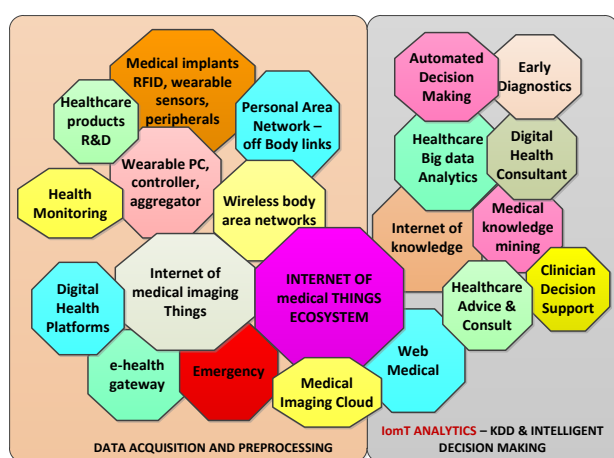 Medical implants
RFID, wearable
sensors,
peripherals
Healthcare
products
R&D
Personal Area
Network –
off Body links
Wearable PC,
controller,
aggregator
Health
Monitoring
Wireless body
area networks
Internet of
medical imaging
Things
INTERNET OF
medical THINGS
ECOSYSTEM
Digital
Health
Platforms
e-health
gateway
Emergency
Medical
Imaging Cloud
Web
Medical
DATA ACQUISITION AND PREPROCESSING
Automated
Decision
Making
Early
Diagnostics
Healthcare
Big data
Analytics
Digital
Health
Consultant
Internet of
knowledge
Medical
knowledge
mining
Healthcare
Advice &
Consult
Clinician
Decision
Support
IomT ANALYTICS – KDD & INTELLIGENT
DECISION MAKING